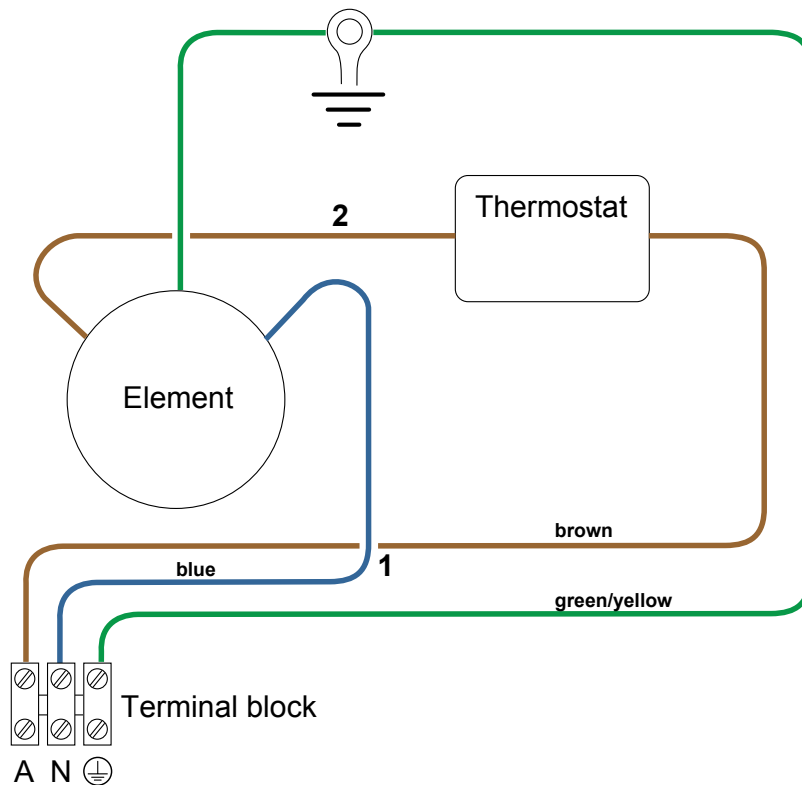 2
Thermostat
Element
brown
1
blue
green/yellow
Terminal block
A N